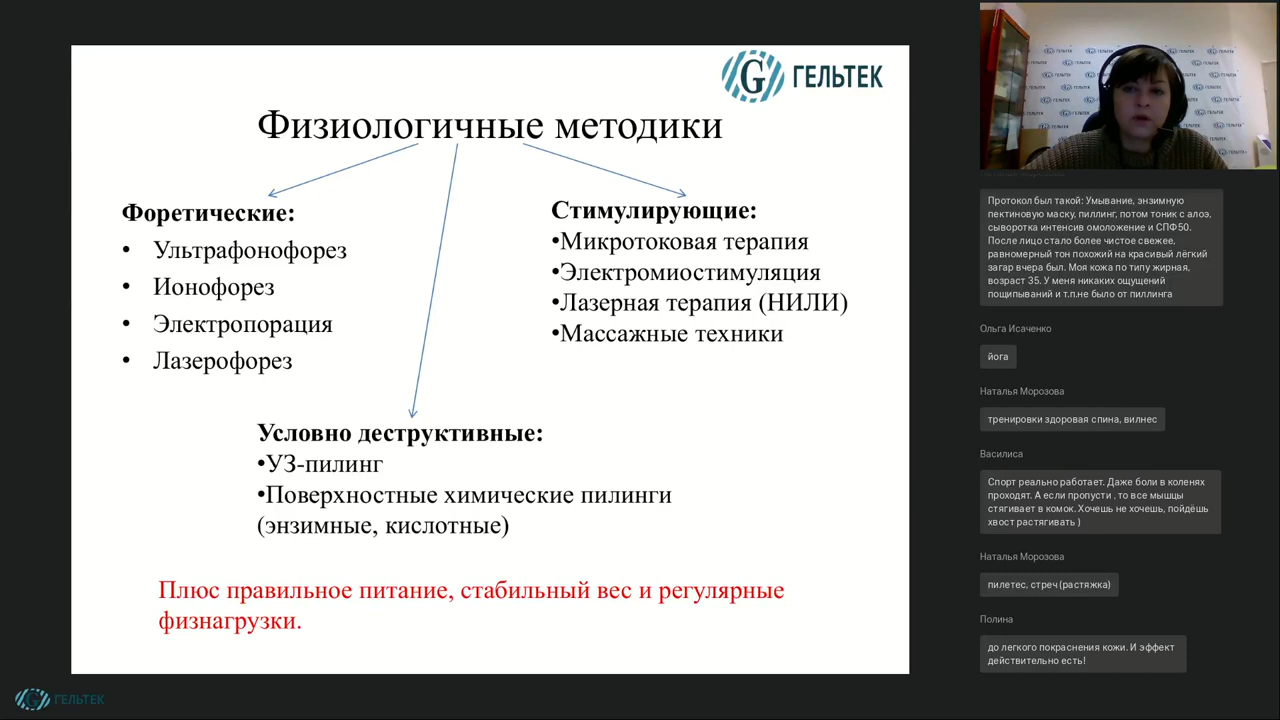 ГЕЛЬТЕК
Физиологичные методики
Форетические:
• Ультрафонофорез
• Ионофорез
• Электропорация
• Лазерофорез
Стимулирующие:
•Микротоковая терапия
•Электромиостимуляция
•Лазерная терапия (НИЛИ)
•Массажные техники
Условно деструктивные:
•УЗ-пилинг
•Поверхностные химические пилинги
(энзимные, кислотные)
Плюс правильное питание, стабильный вес и регулярные
физнагрузки.
ГЕЛЬТЕК
Протокол был такой: Умывание, энзимную
пектиновую маску, пиллинг, потом тоник с алоэ,
сыворотка интенсив омоложение и СПФ50.
После лицо стало более чистое свежее,
равномерный тон похожий на красивый лёгкий
загар вчера был. Моя кожа по типу жирная,
возраст 35. У меня никаких ощущений
пощипываний и т.п.не было от пиллинга
Ольга Исаченко
йога
Наталья Морозова
тренировки здоровая спина, вилнес
Василиса
Спорт реально работает. Даже боли в коленях
проходят. А если пропусти , то все мышцы
стягивает в комок. Хочешь не хочешь, пойдёшь
хвост растягивать )
Наталья Морозова
пилетес, стреч (растяжка)
Полина
до легкого покраснения кожи. И эффект
действительно есть!